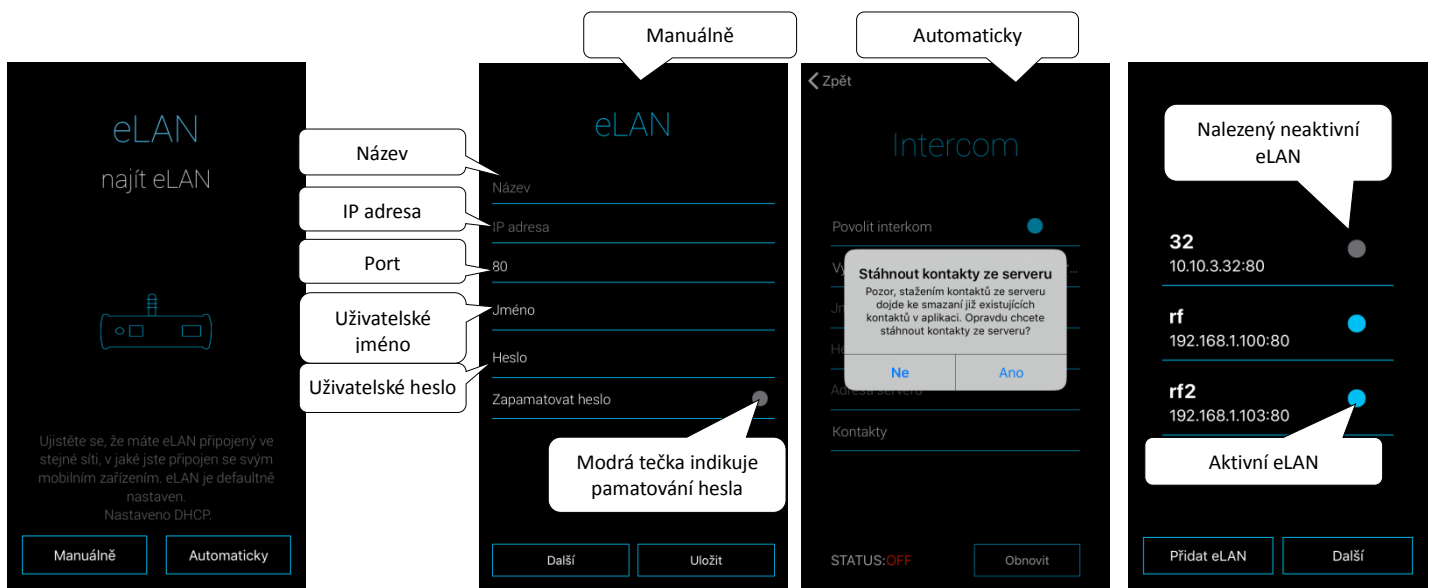 eLAN
najít eLAN
Ujistěte se, že máte eLAN připojený ve
stejné síti, v jaké jste připojen se svým
mobilním zařízením. eLAN je defaultně
nastaven.
Nastaveno DHCP.
Manuálně
Automaticky
Manuálně
eLAN
Název
Název
IP adresa
IP adresa
Port
80
Uživatelské
jméno
Jméno
Uživatelské heslo
Heslo
Zapamatovat heslo
Modrá tečka indikuje
pamatování hesla
Další
Uložit
Automaticky
Zpět
Intercom
Povolit interkom
Stáhnout kontakty ze serveru
Pozor, stažením kontaktů ze serveru
dojde ke smazaní již existujících
kontaktů v aplikaci. Opravdu chcete
stáhnout kontakty ze serveru?
Ne
Ano
Adresa serveru
Kontakty
STATUS:OFF
Obnovit
Nalezený neaktivní
eLAN
32
10.10.3.32:80
rf
192.168.1.100:80
rf2
192.168.1.103:80
Aktivní eLAN
Přidat eLAN
Další